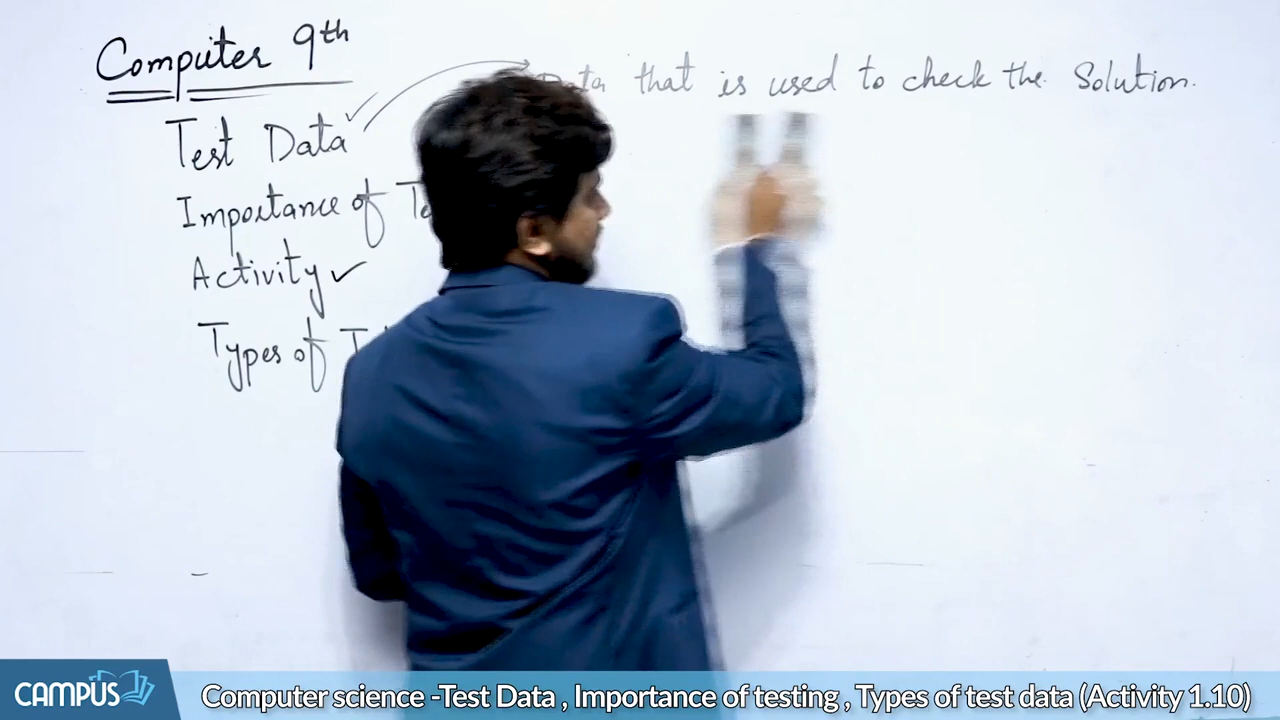 Computer 9th
Data that is used to check the Solution.
Test Data
Importance of
Activity
Types of
CAMPUS
Computer science -Test Data , Importance of testing , Types of test data (Activity 1.10)